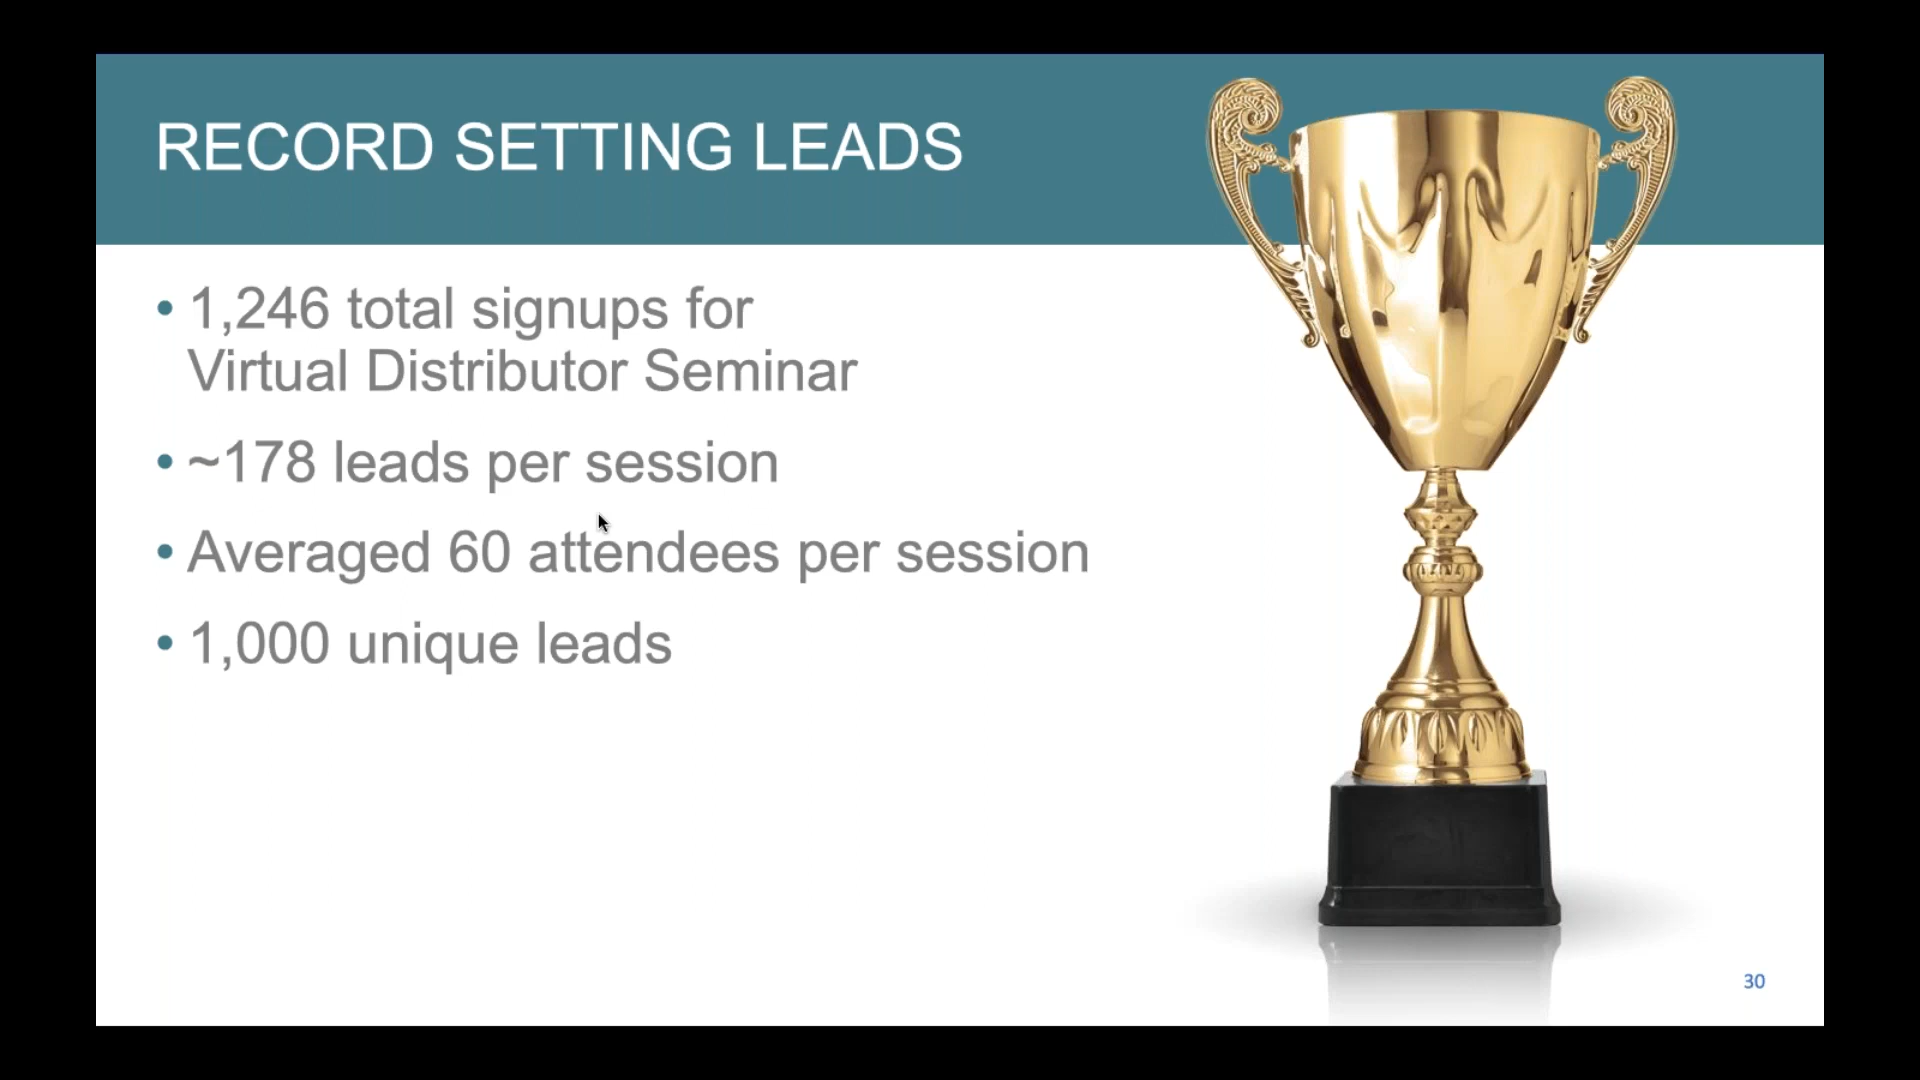 RECORD SETTING LEADS
• 1,246 total signups for
Virtual Distributor Seminar
• ~178 leads per session
• Averaged 60 attendees per session
• 1,000 unique leads
30